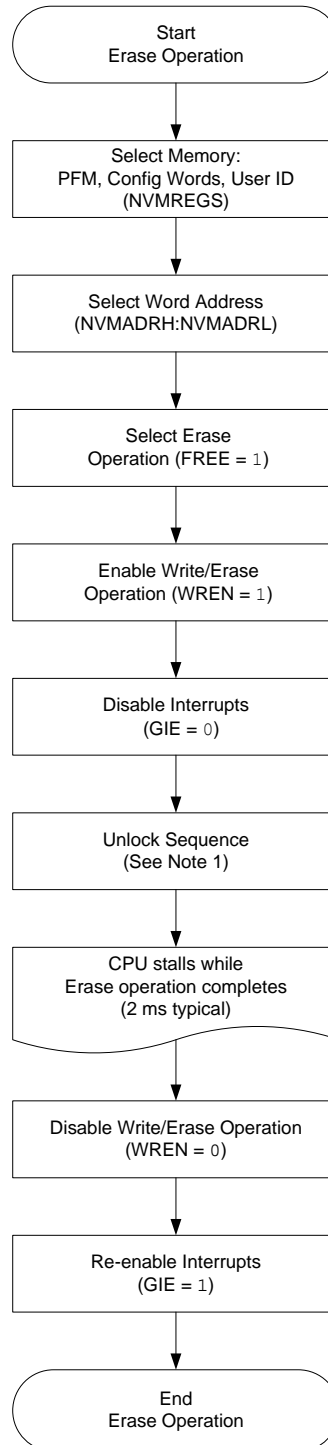 Start
Erase Operation
Select Memory:
PFM, Config Words, User ID
(NVMREGS)
Select Word Address
(NVMADRH:NVMADRL)
Select Erase
Operation (FREE = 1)
Enable Write/Erase
Operation (WREN = 1)
Disable Interrupts
(GIE = 0)
Unlock Sequence
(See Note 1)
CPU stalls while
Erase operation completes
(2 ms typical)
Disable Write/Erase Operation
(WREN = 0)
Re-enable Interrupts
(GIE = 1)
End
Erase Operation